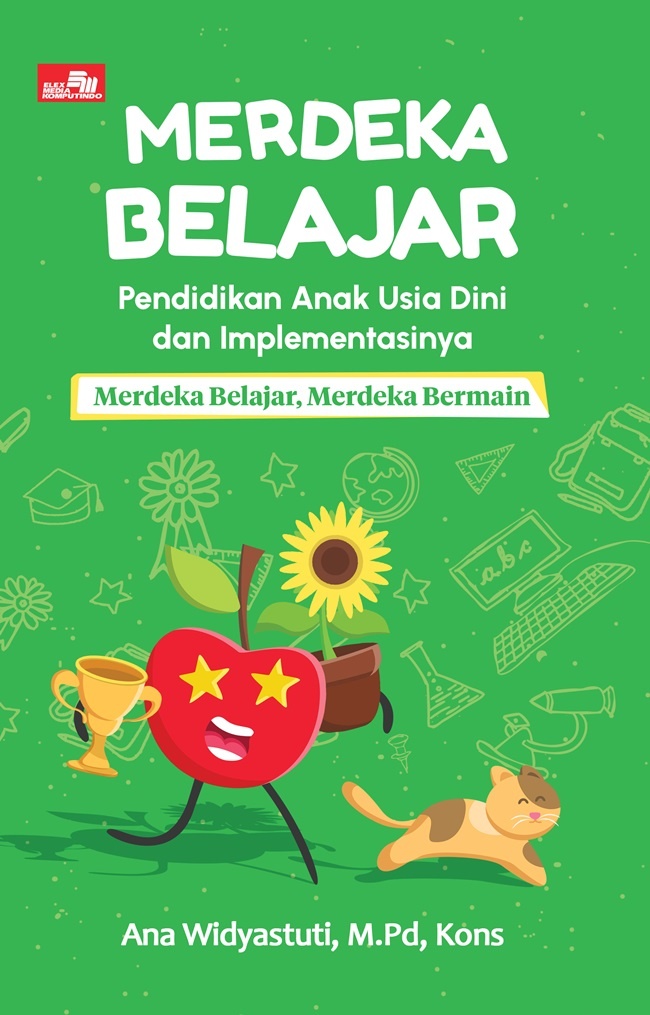 ELEX
MEDIA
KOMPUTINDO
MERDEKA
BELAJAR
Pendidikan Anak Usia Dini
dan Implementasinya
Merdeka Belajar, Merdeka Bermain
abc
Ana Widyastuti, M.Pd, Kons